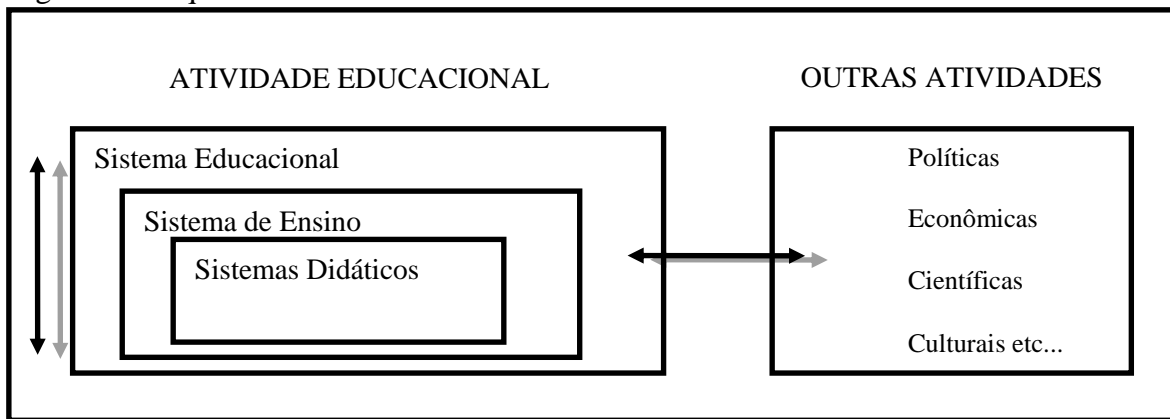 ATIVIDADE EDUCACIONAL
OUTRAS ATIVIDADES
Sistema Educacional
Sistema de Ensino
Sistemas Didáticos
Políticas
Econômicas
Científicas
Culturais etc...